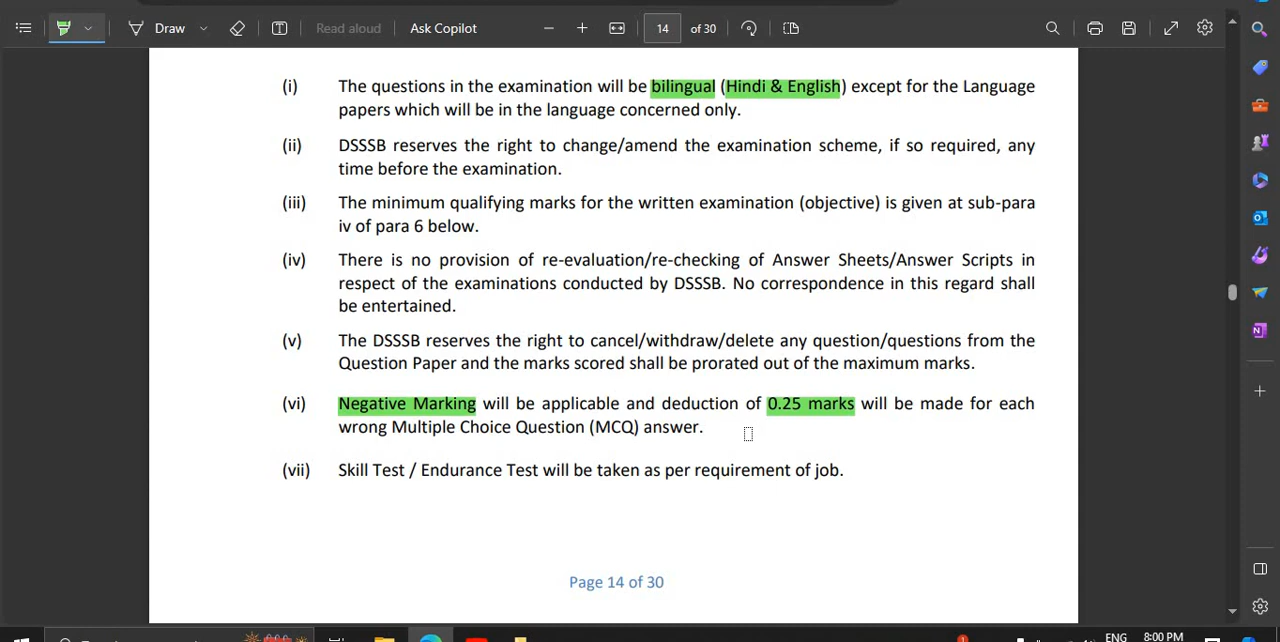 Draw
Read aloud
Ask Copilot
14
of 30
(i) The questions in the examination will be bilingual (Hindi & English) except for the Language
papers which will be in the language concerned only.
(ii) DSSSB reserves the right to change/amend the examination scheme, if so required, any
time before the examination.
(iii) The minimum qualifying marks for the written examination (objective) is given at sub-para
iv of para 6 below.
(iv) There is no provision of re-evaluation/re-checking of Answer Sheets/Answer Scripts in
respect of the examinations conducted by DSSSB. No correspondence in this regard shall
be entertained.
(v) The DSSSB reserves the right to cancel/withdraw/delete any question/questions from the
Question Paper and the marks scored shall be prorated out of the maximum marks.
(vi) Negative Marking will be applicable and deduction of 0.25 marks will be made for each
wrong Multiple Choice Question (MCQ) answer.
(vii) Skill Test / Endurance Test will be taken as per requirement of job.
Page 14 of 30
ENG 8:00 PM